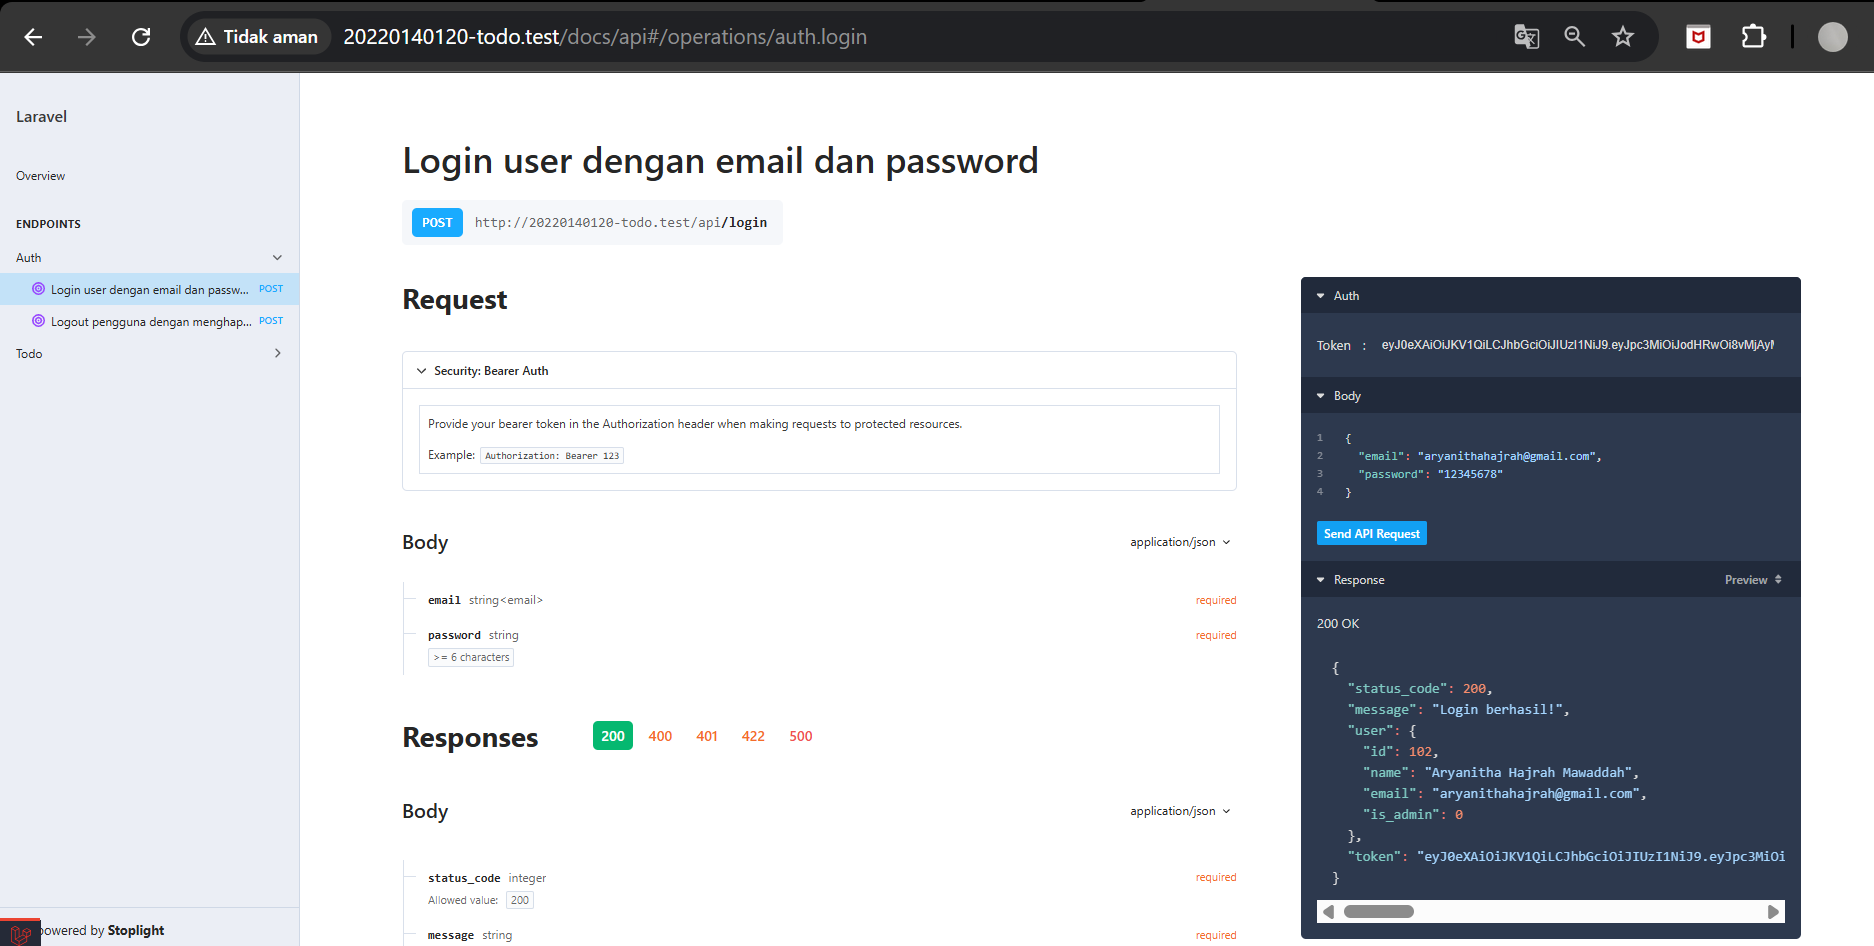 Tidak aman
20220140120-todo.test/docs/api#/operations/auth.login
Laravel
Overview
ENDPOINTS
Auth
Login user dengan email dan passw... POST
Logout pengguna dengan menghap... POST
Todo
powered by Stoplight
Login user dengan email dan password
POST http://20220140120-todo.test/api/login
Request
Security: Bearer Auth
Provide your bearer token in the Authorization header when making requests to protected resources.
Example: Authorization: Bearer 123
Body application/json
email string<email> required
password string required
>= 6 characters
Responses 200 400 401 422 500
Body application/json
status_code integer required
Allowed value: 200
message string required
Auth
Token : eyJ0eXAiOiJKV1QiLCJhbGciOiJIUzI1NiJ9.eyJpc3MiOiJodHRwOi8vMjAyM
Body
1 {
2 "email": "aryanithahajrah@gmail.com",
3 "password": "12345678"
4 }
Send API Request
Response Preview
200 OK
{
"status_code": 200,
"message": "Login berhasil!",
"user": {
"id": 102,
"name": "Aryanitha Hajrah Mawaddah",
"email": "aryanithahajrah@gmail.com",
"is_admin": 0
},
"token": "eyJ0eXAiOiJKV1QiLCJhbGciOiJIUzI1NiJ9.eyJpc3MiOi
}